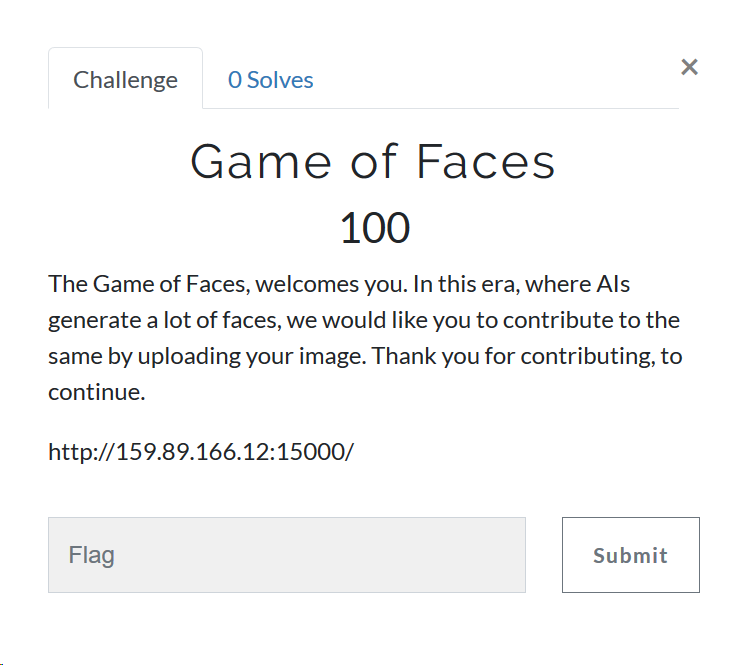 Challenge
0 Solves
×
Game of Faces
100
The Game of Faces, welcomes you. In this era, where AIs
generate a lot of faces, we would like you to contribute to the
same by uploading your image. Thank you for contributing, to
continue.
http://159.89.166.12:15000/
Flag
Submit